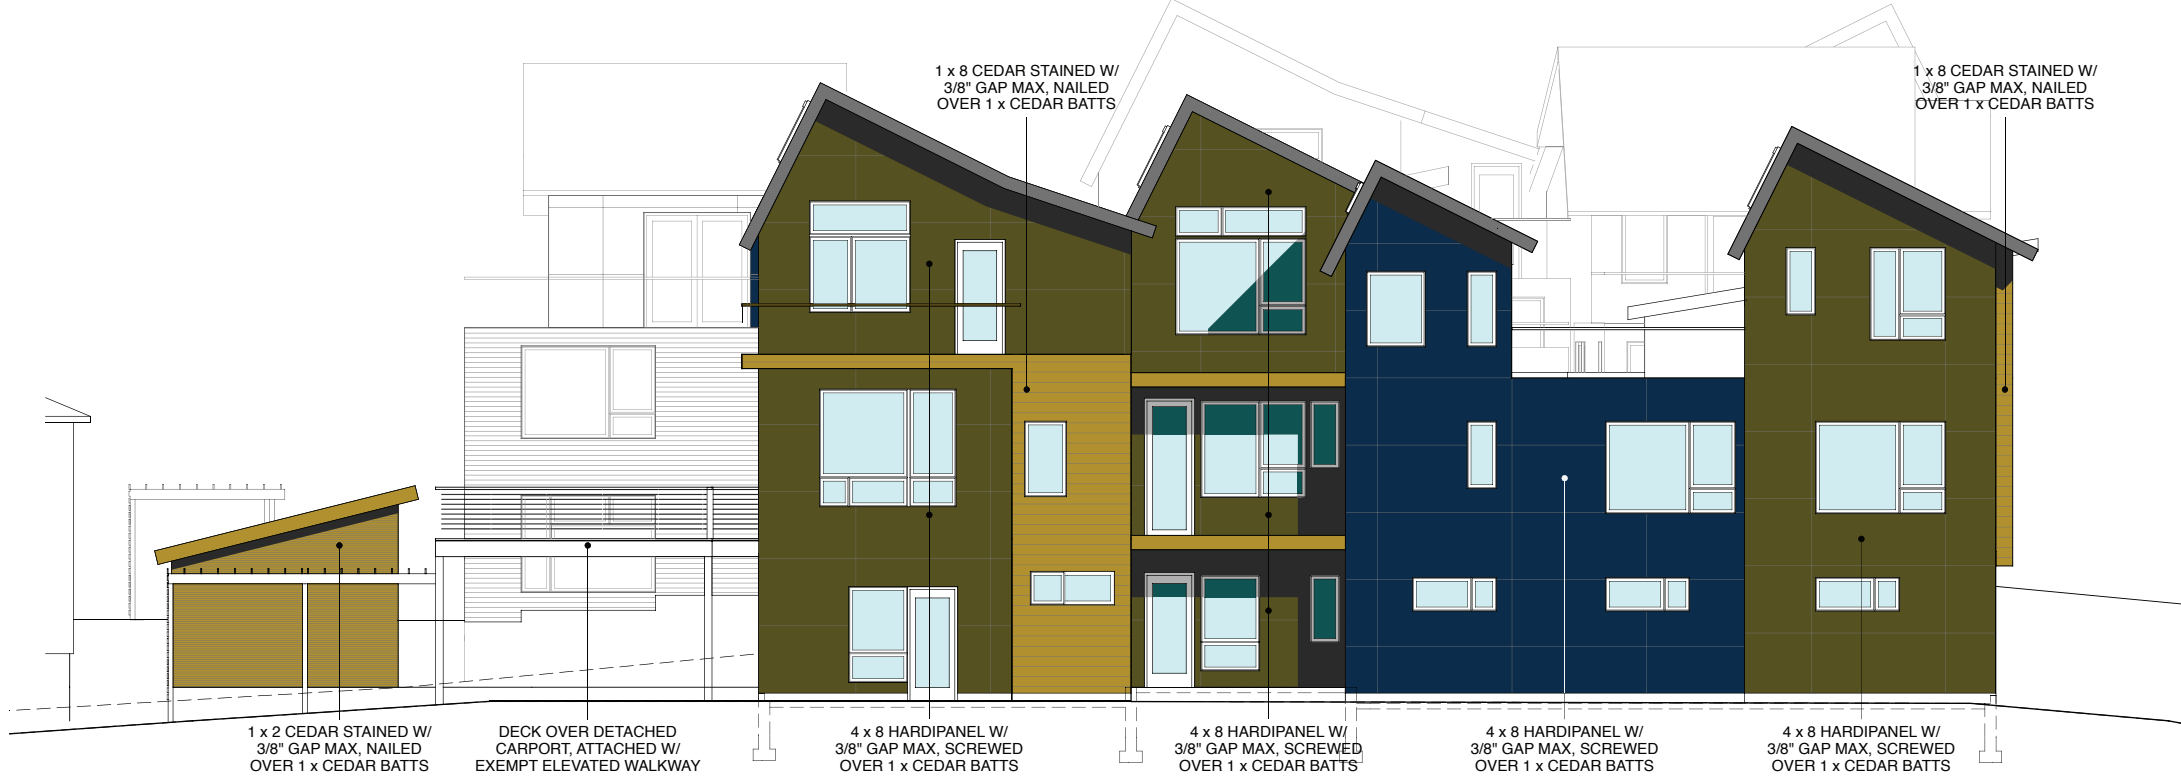 1 x 8 CEDAR STAINED W/
3/8" GAP MAX, NAILED
OVER 1 x CEDAR BATTS
1 x 8 CEDAR STAINED W/
3/8" GAP MAX, NAILED
OVER 1 x CEDAR BATTS
1 x 2 CEDAR STAINED W/
3/8" GAP MAX, NAILED
OVER 1 x CEDAR BATTS
DECK OVER DETACHED
CARPORT, ATTACHED W/
EXEMPT ELEVATED WALKWAY
4 x 8 HARDIPANEL W/
3/8" GAP MAX, SCREWED
OVER 1 x CEDAR BATTS
4 x 8 HARDIPANEL W/
3/8" GAP MAX, SCREWED
OVER 1 x CEDAR BATTS
4 x 8 HARDIPANEL W/
3/8" GAP MAX, SCREWED
OVER 1 x CEDAR BATTS
4 x 8 HARDIPANEL W/
3/8" GAP MAX, SCREWED
OVER 1 x CEDAR BATTS